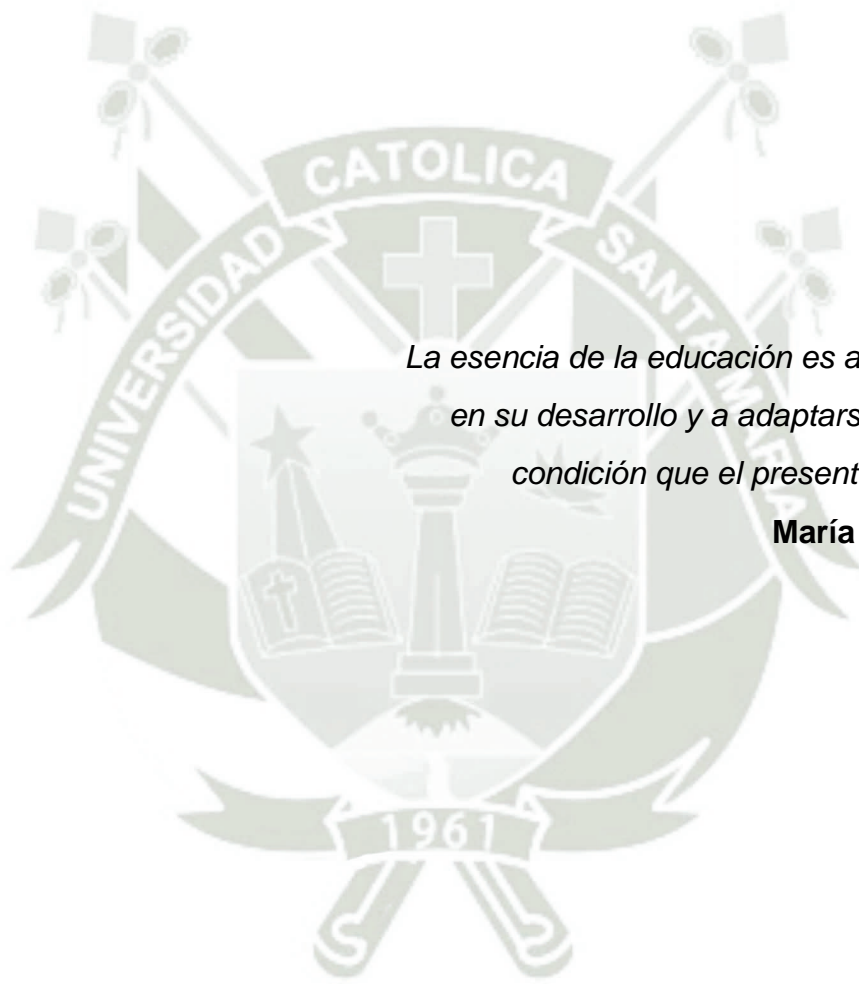 CATOLICA
UNIVERSIDAD
SANTA MARIA
La esencia de la educación es a
en su desarrollo y a adaptars
condición que el present
María
1961